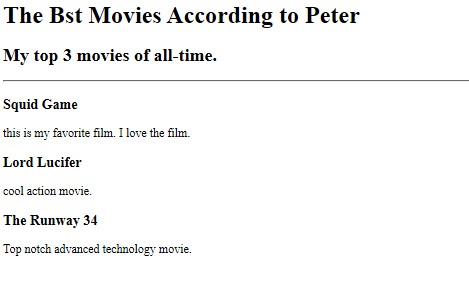 The Bst Movies According to Peter
My top 3 movies of all-time.
Squid Game
this is my favorite film. I love the film.
Lord Lucifer
cool action movie.
The Runway 34
Top notch advanced technology movie.